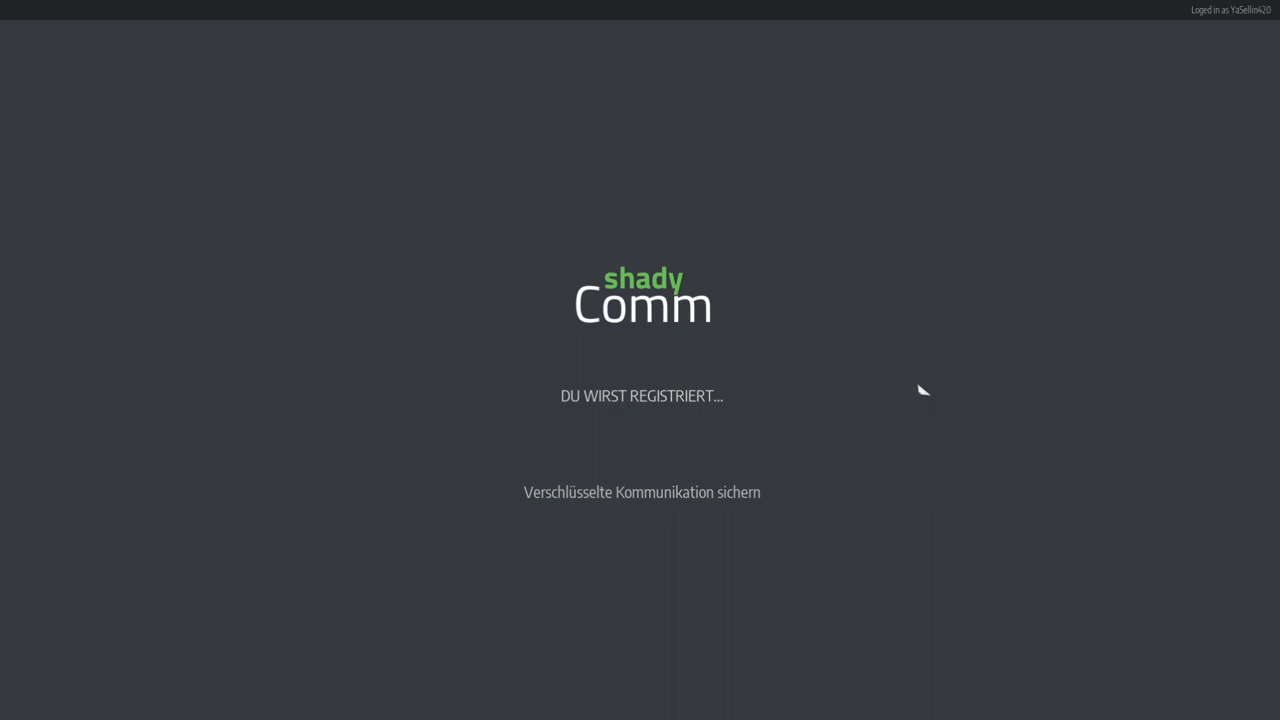 Loged in as YaSellin420
shady
Comm
DU WIRST REGISTRIERT...
Verschlüsselte Kommunikation sichern